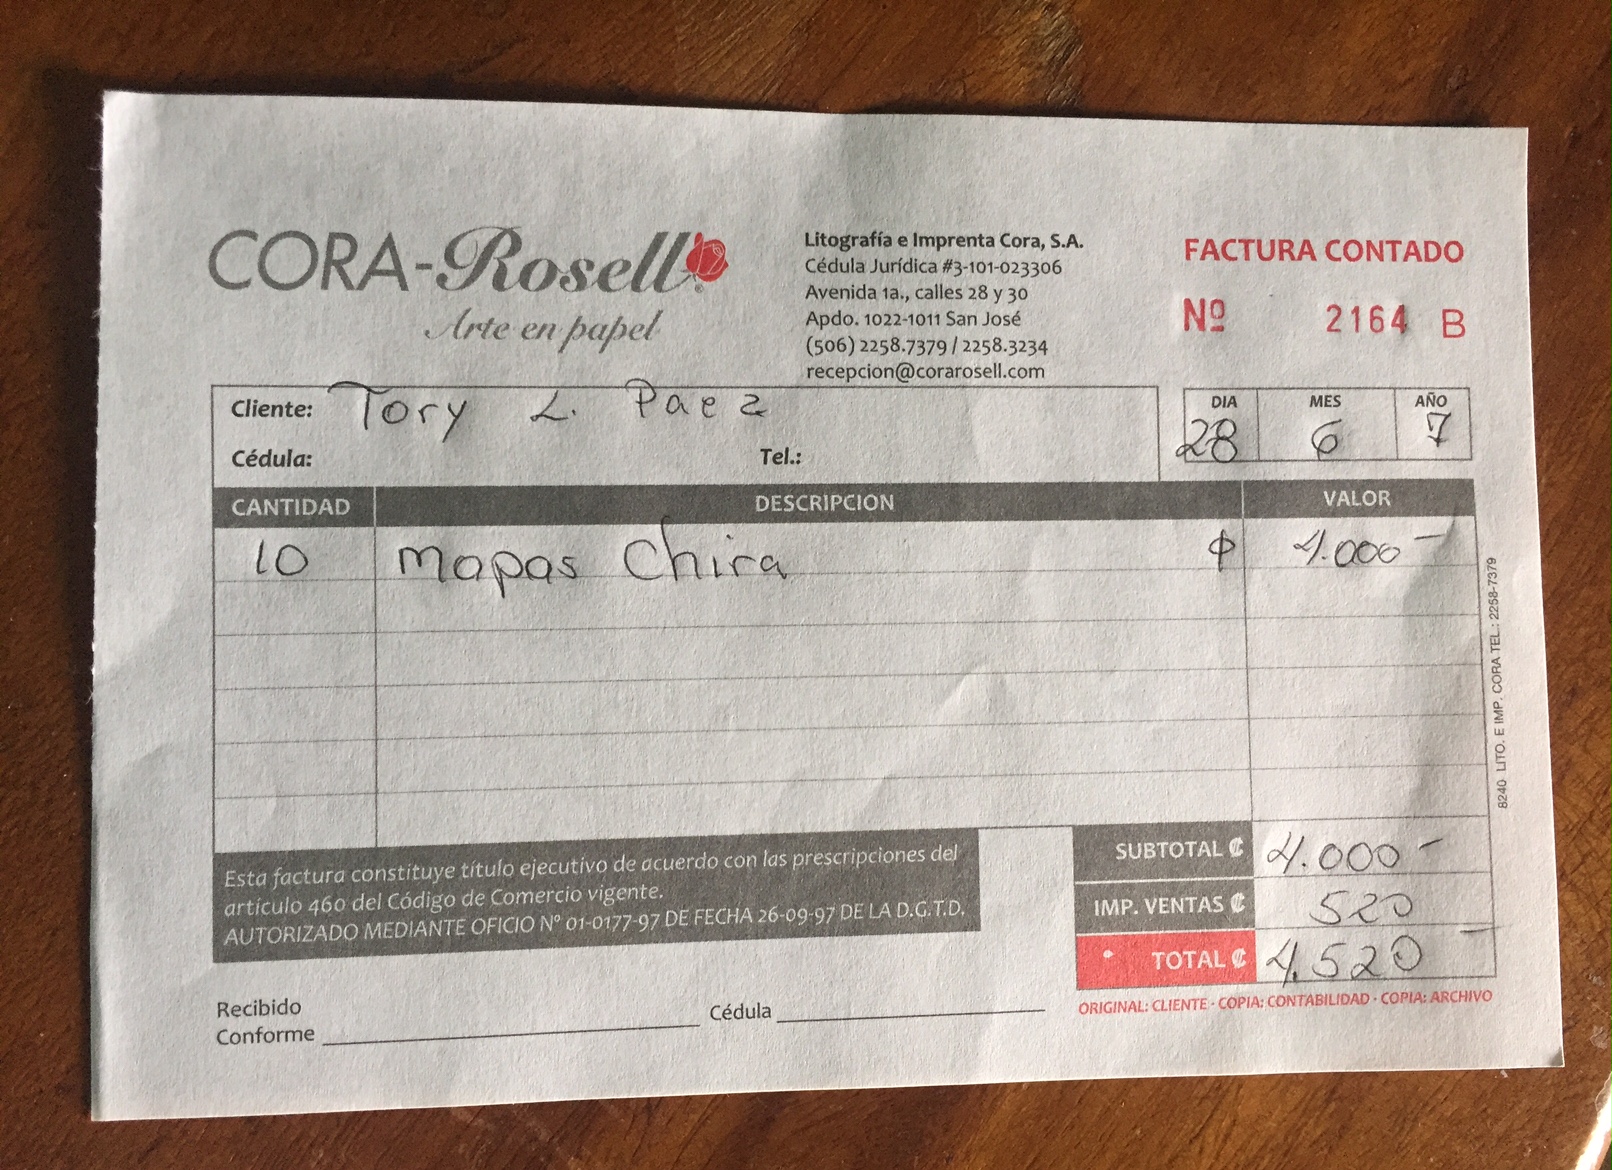 CORA-Rosell
Arte en papel
Litografía e Imprenta Cora, S.A.
Cédula Jurídica #3-101-023306
Avenida 1a., calles 28 y 30
Apdo. 1022-1011 San José
(506) 2258.7379 / 2258.3234
recepcion@corarosell.com
FACTURA CONTADO
Nº 2164 B
Cliente: Tory L. Paez
Cédula: Tel.:
DIA MES AÑO
28 6 7
CANTIDAD DESCRIPCION VALOR
10 Mapas Chira ¢ 4.000-
SUBTOTAL ₡ 4.000-
IMP. VENTAS ₡ 520
TOTAL ₡ 4.520-
Esta factura constituye título ejecutivo de acuerdo con las prescripciones del
artículo 460 del Código de Comercio vigente.
AUTORIZADO MEDIANTE OFICIO Nº 01-0177-97 DE FECHA 26-09-97 DE LA D.G.T.D.
Recibido
Conforme Cédula
ORIGINAL: CLIENTE · COPIA: CONTABILIDAD · COPIA: ARCHIVO
8240 LITO. E IMP. CORA TEL.: 2258-7379